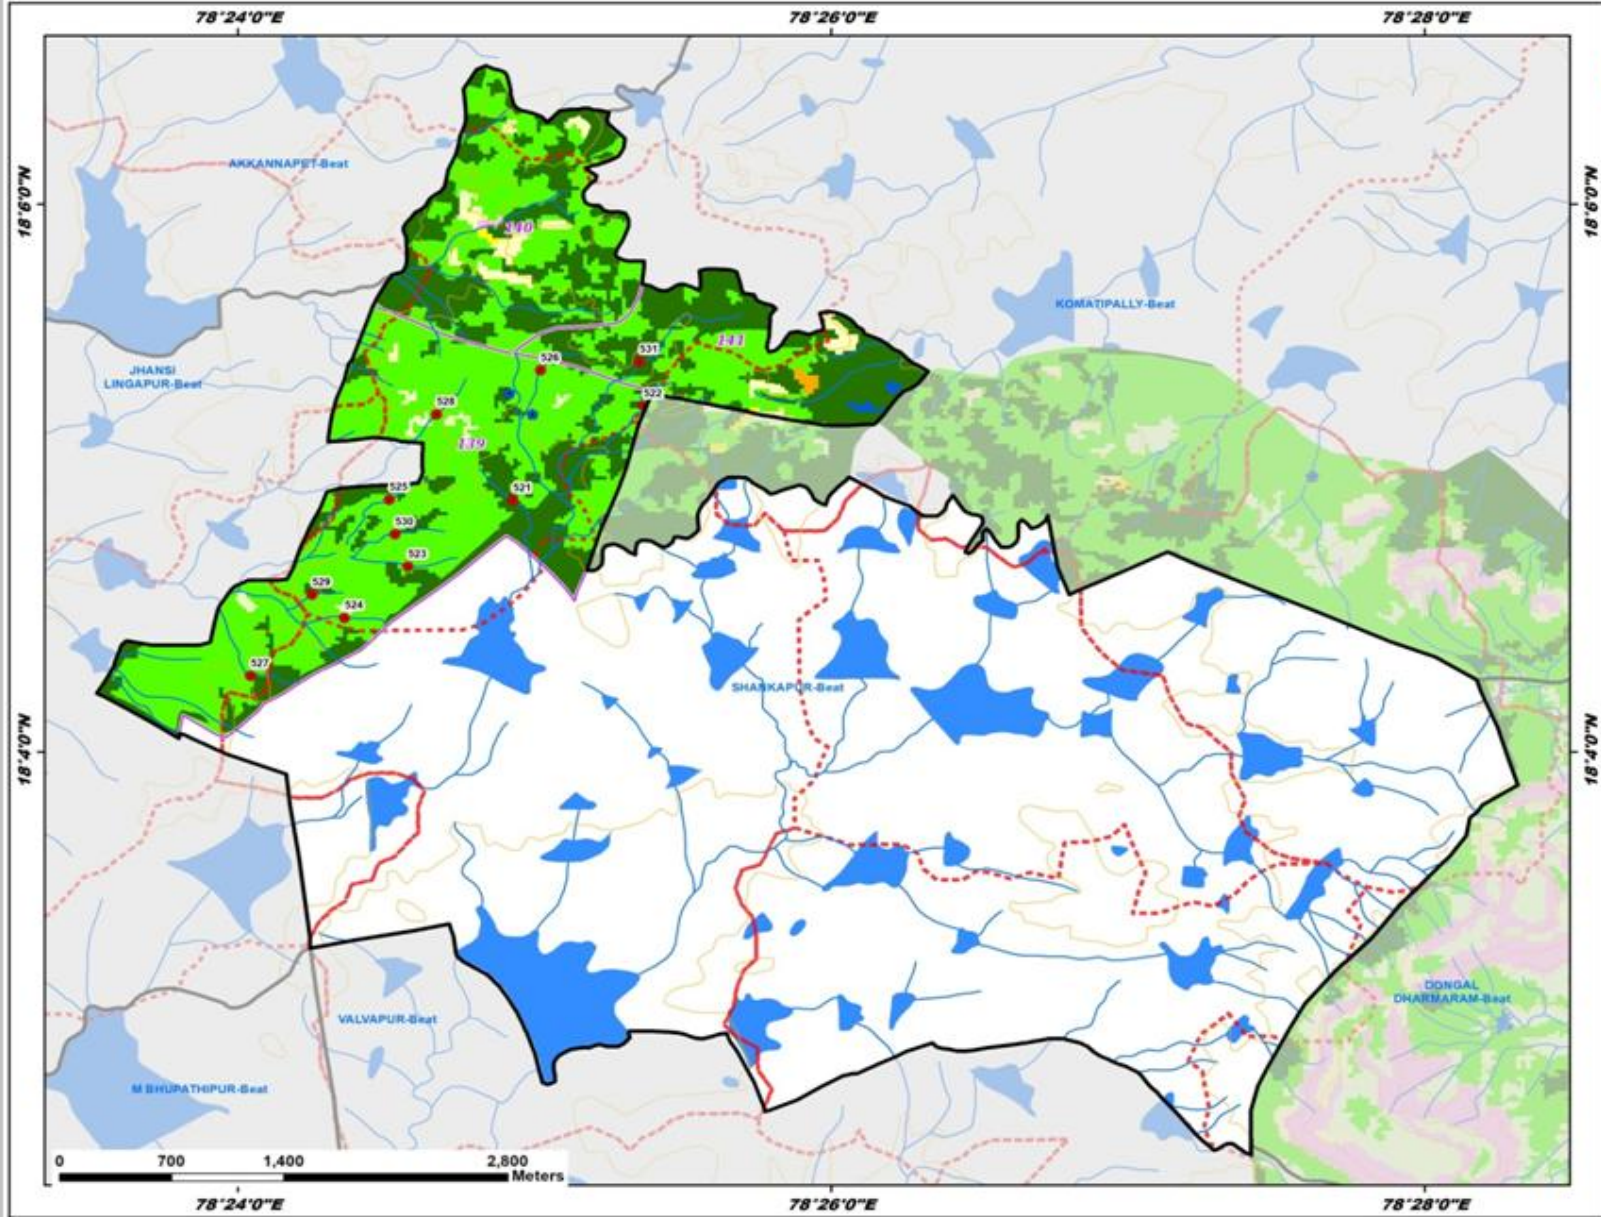 78°24'0"E 78°26'0"E 78°28'0"E
AKKANNAPET-Beat
18°6'0"N 18°6'0"N
140
KOMATIPALLY-Beat
141
531
526
JHANSI
LINGAPUR-Beat
522
528
139
525
521
530
523
529
524
527
SHANKAPUR-Beat
18°4'0"N 18°4'0"N
DONGAL
DHARMARAM-Beat
VALVAPUR-Beat
M BHUPATHIPUR-Beat
0 700 1,400 2,800
Meters
78°24'0"E 78°26'0"E 78°28'0"E